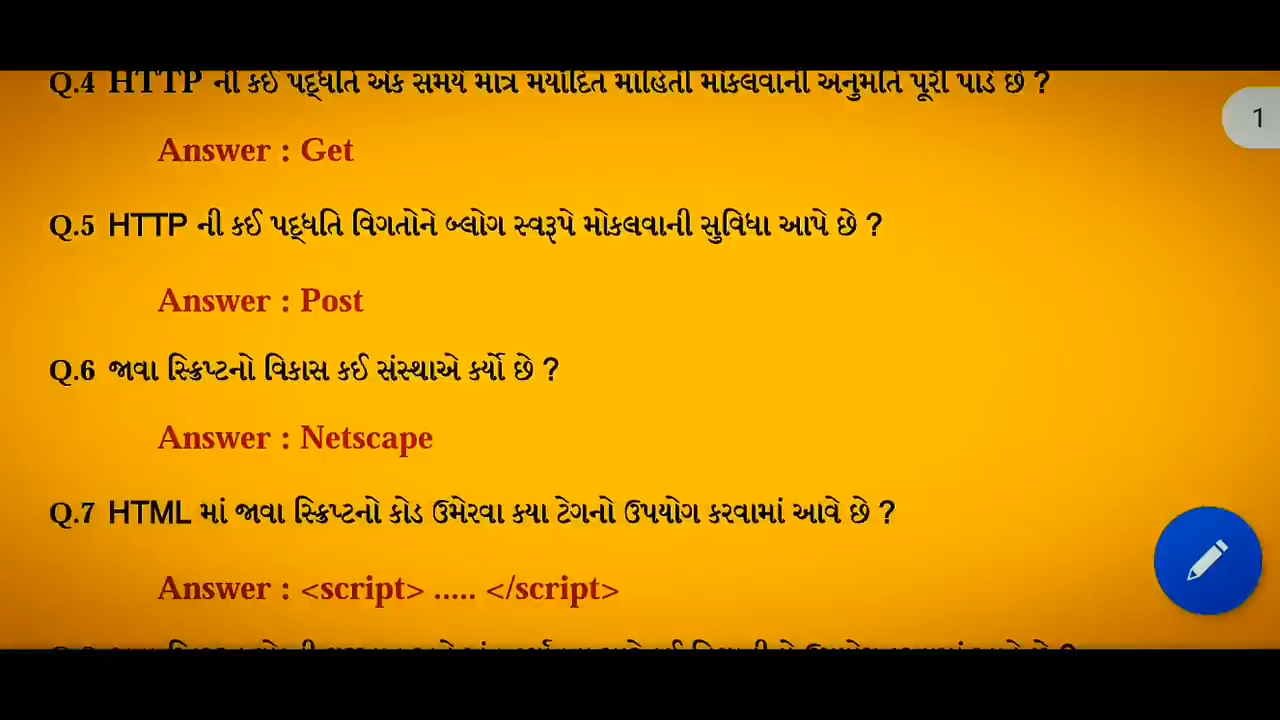 Q.4 HTTP ની કઈ પદ્ધતિ એક સમયે માત્ર મર્યાદિત માહિતી મોકલવાની અનુમતિ પૂરી પાડે છે ?
1
Answer : Get
Q.5 HTTP ની કઈ પદ્ધતિ વિગતોને બ્લોગ સ્વરૂપે મોકલવાની સુવિધા આપે છે ?
Answer : Post
Q.6 જાવા સ્ક્રિપ્ટનો વિકાસ કઈ સંસ્થાએ કર્યો છે ?
Answer : Netscape
Q.7 HTML માં જાવા સ્ક્રિપ્ટનો કોડ ઉમેરવા કયા ટેગનો ઉપયોગ કરવામાં આવે છે ?
Answer : <script> ..... </script>